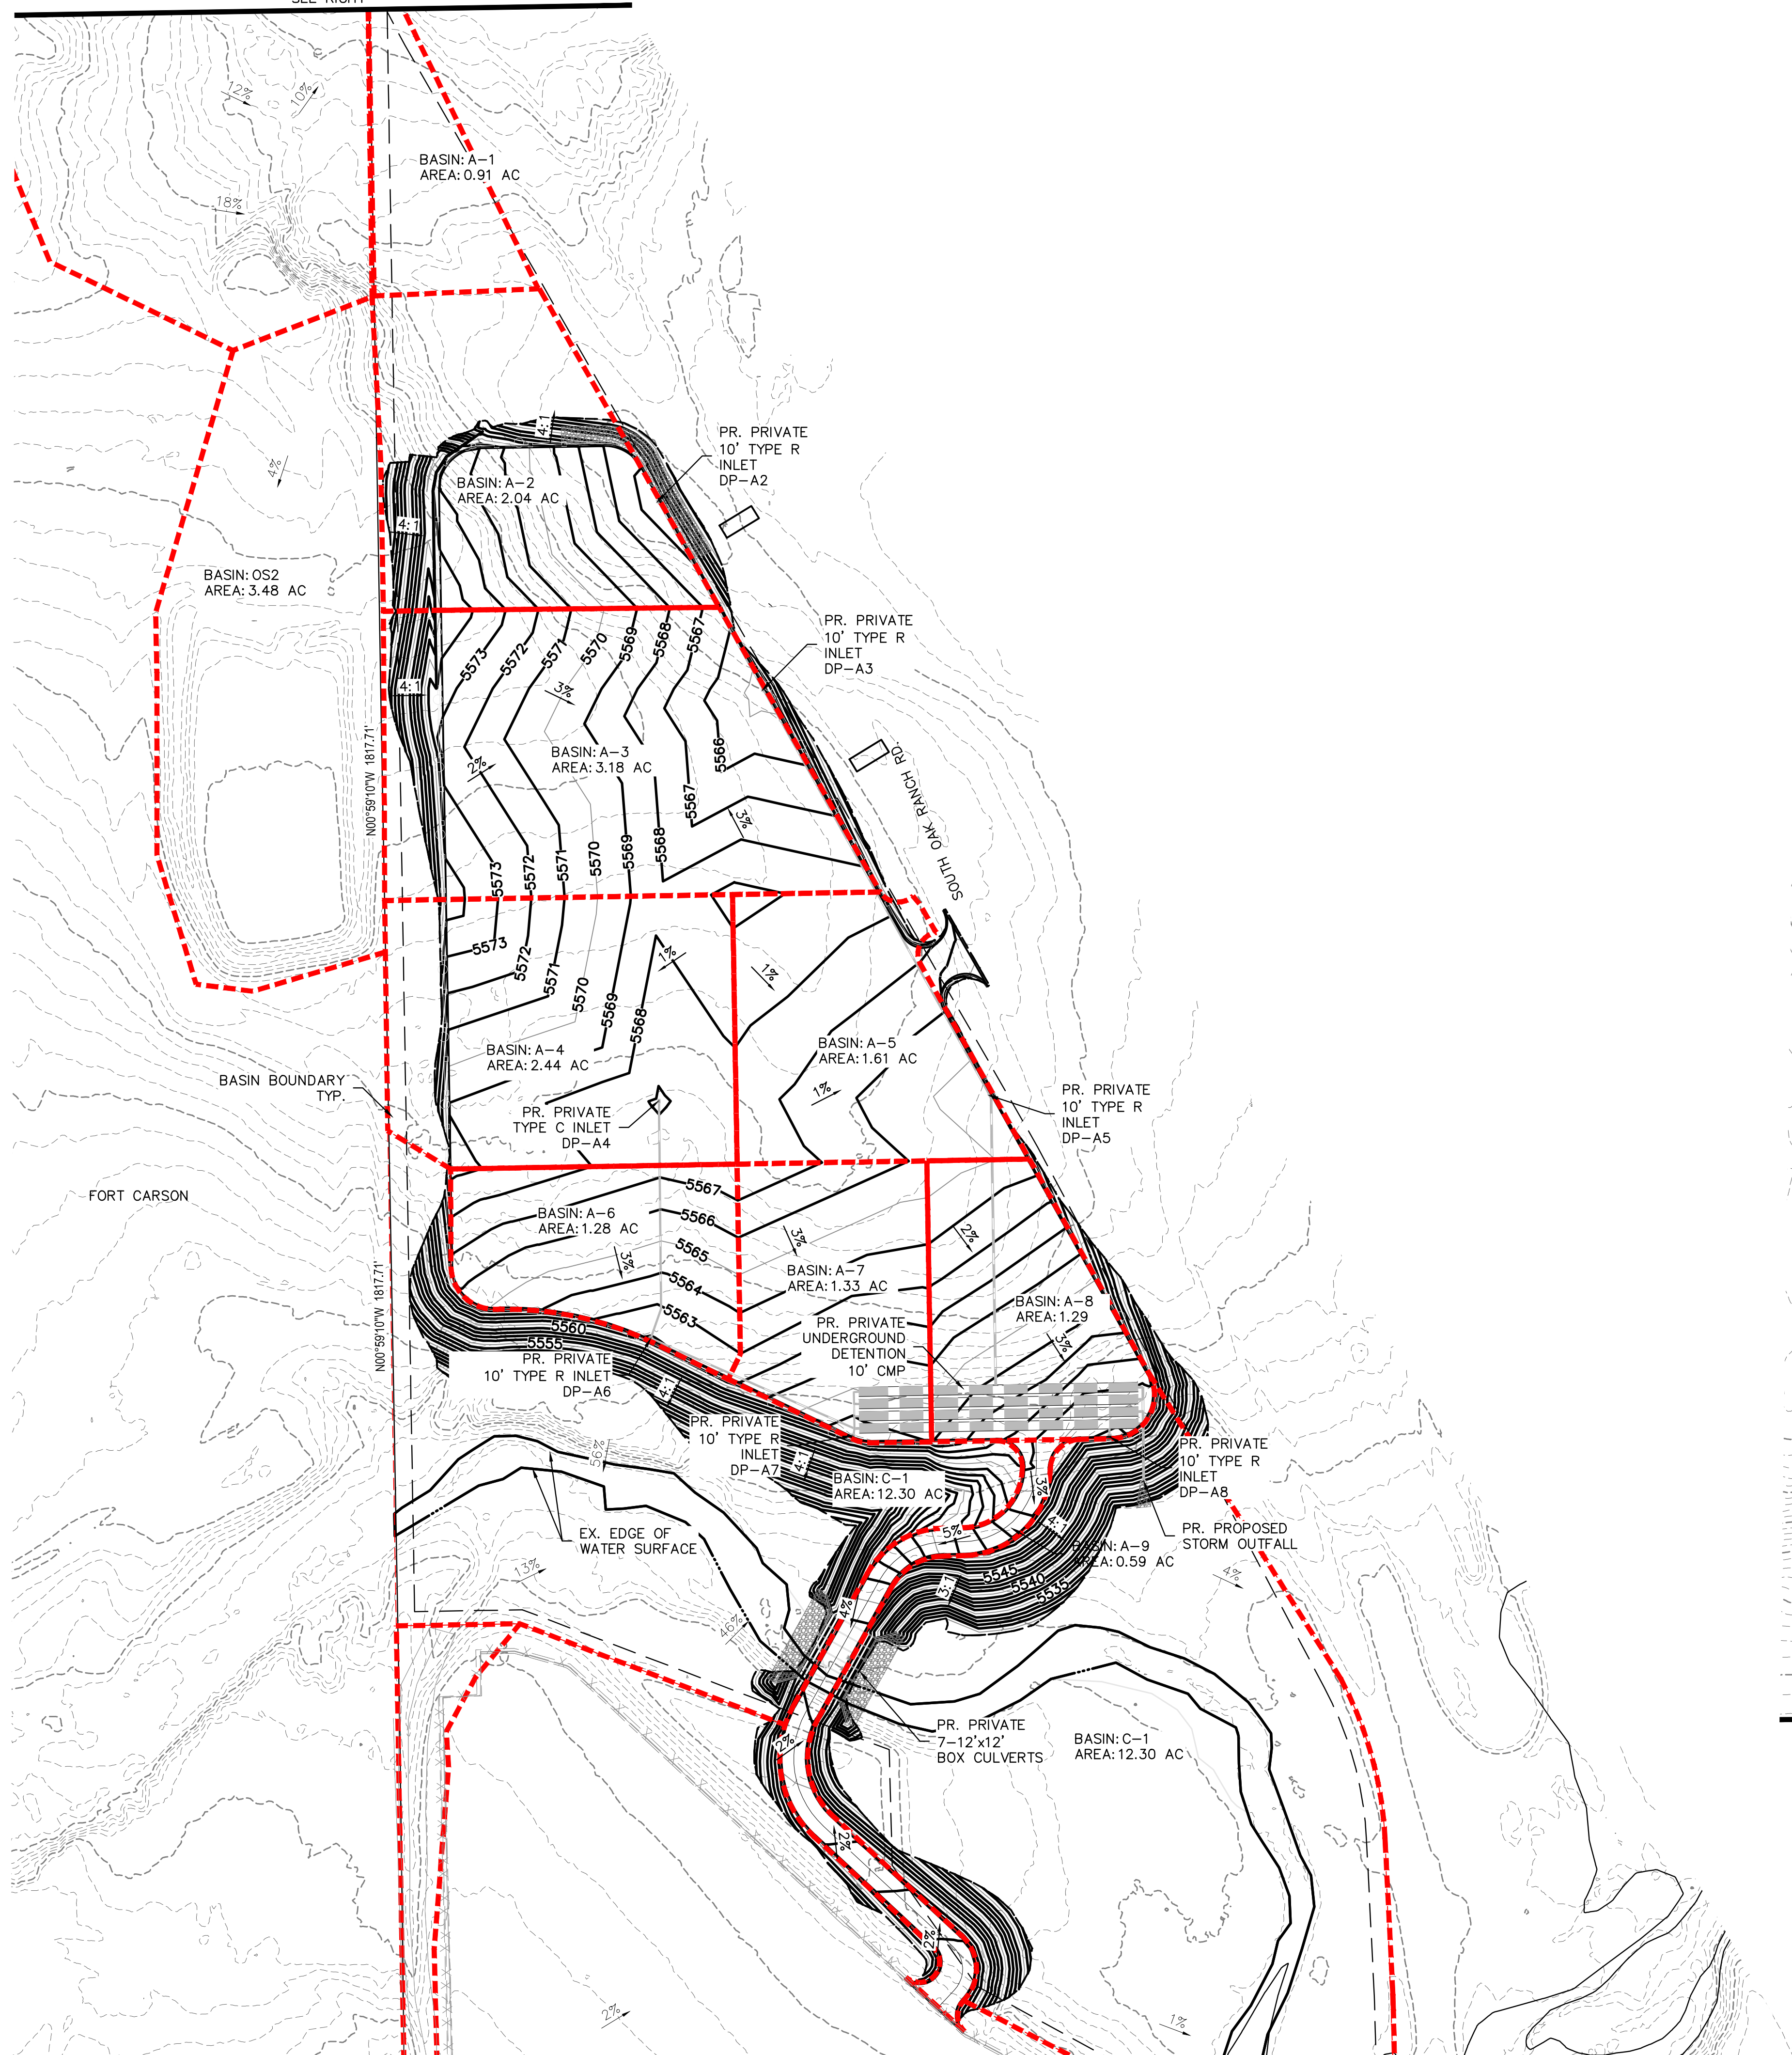 SEE RIGHT
12%
10%
BASIN: A-1
AREA: 0.91 AC
18%
4:1
PR. PRIVATE
10' TYPE R
INLET
DP-A2
4%
BASIN: A-2
AREA: 2.04 AC
4:1
BASIN: OS2
AREA: 3.48 AC
PR. PRIVATE
10' TYPE R
INLET
DP-A3
5573
5572
5571
5570
5569
5568
5567
4:1
3%
N00°59'10"W 1817.71'
2%
BASIN: A-3
AREA: 3.18 AC
5566
5567
3%
SOUTH OAK RANCH RD.
5573
5572
5571
5570
5569
5568
5573
5572
5571
5570
5569
5568
1%
1%
BASIN: A-4
AREA: 2.44 AC
BASIN: A-5
AREA: 1.61 AC
1%
BASIN BOUNDARY
TYP.
PR. PRIVATE
TYPE C INLET
DP-A4
PR. PRIVATE
10' TYPE R
INLET
DP-A5
FORT CARSON
5567
5566
5565
5564
5563
BASIN: A-6
AREA: 1.28 AC
3%
3%
2%
N00°59'10"W 1817.71'
BASIN: A-7
AREA: 1.33 AC
BASIN: A-8
AREA: 1.29
3%
PR. PRIVATE
UNDERGROUND
DETENTION
10' CMP
5560
5555
PR. PRIVATE
10' TYPE R INLET
DP-A6
4:1
PR. PRIVATE
10' TYPE R
INLET
DP-A7
4:1
56%
PR. PRIVATE
10' TYPE R
INLET
DP-A8
BASIN: C-1
AREA: 12.30 AC
3%
4:1
5%
EX. EDGE OF
WATER SURFACE
PR. PROPOSED
STORM OUTFALL
BASIN: A-9
AREA: 0.59 AC
13%
4%
5545
5540
5535
3:1
4%
46%
PR. PRIVATE
7-12'x12'
BOX CULVERTS
BASIN: C-1
AREA: 12.30 AC
2%
2%
2%
2%
1%